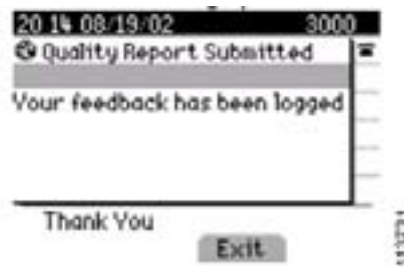 20 14 08/19/02 3000
Quality Report Submitted
Your feedback has been logged
Thank You
Exit